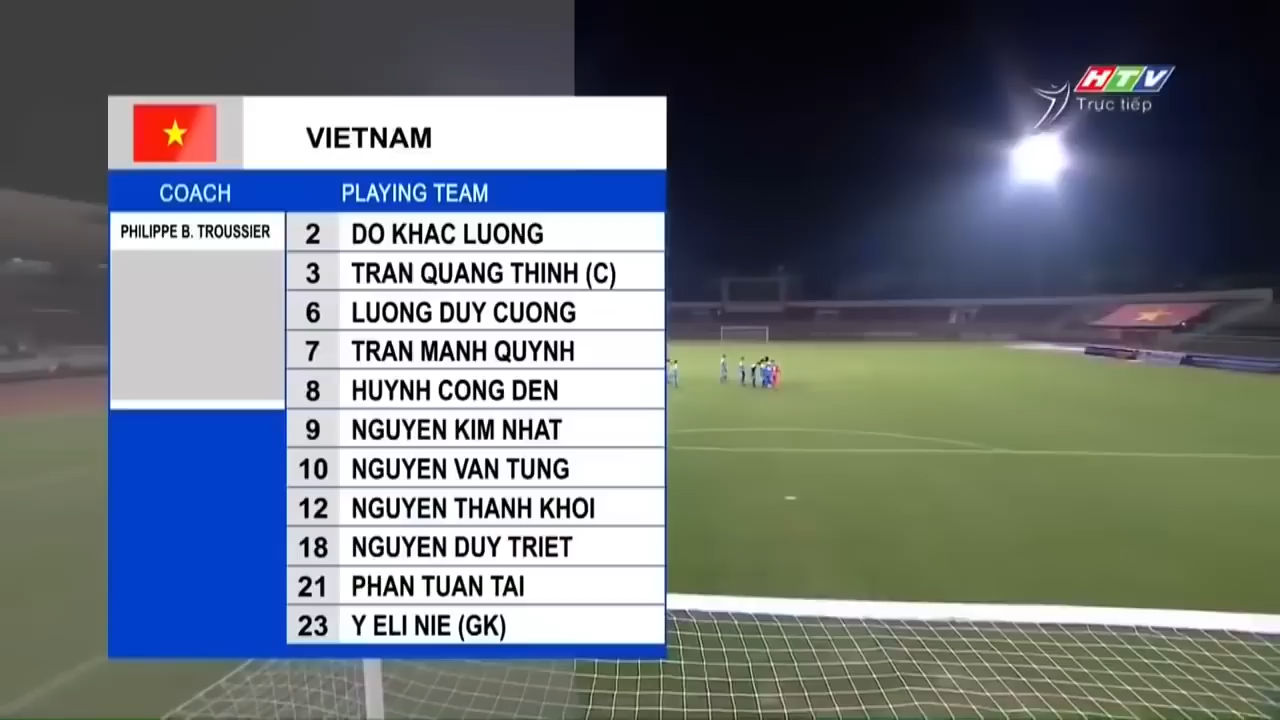 HTV
Trực tiếp
VIETNAM
COACH PLAYING TEAM
PHILIPPE B. TROUSSIER
2 DO KHAC LUONG
3 TRAN QUANG THINH (C)
6 LUONG DUY CUONG
7 TRAN MANH QUYNH
8 HUYNH CONG DEN
9 NGUYEN KIM NHAT
10 NGUYEN VAN TUNG
12 NGUYEN THANH KHOI
18 NGUYEN DUY TRIET
21 PHAN TUAN TAI
23 Y ELI NIE (GK)